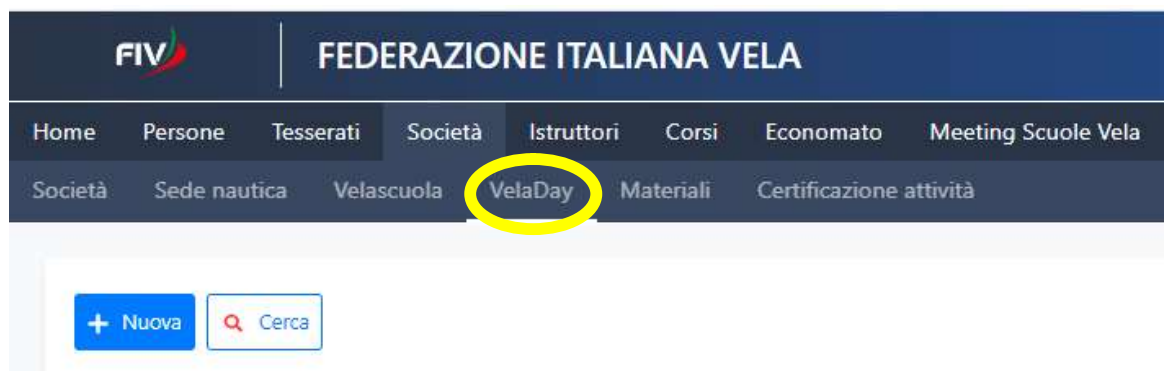 FIV FEDERAZIONE ITALIANA VELA
Home Persone Tesserati Società Istruttori Corsi Economato Meeting Scuole Vela
Società Sede nautica Velascuola VelaDay Materiali Certificazione attività
+ Nuova Cerca